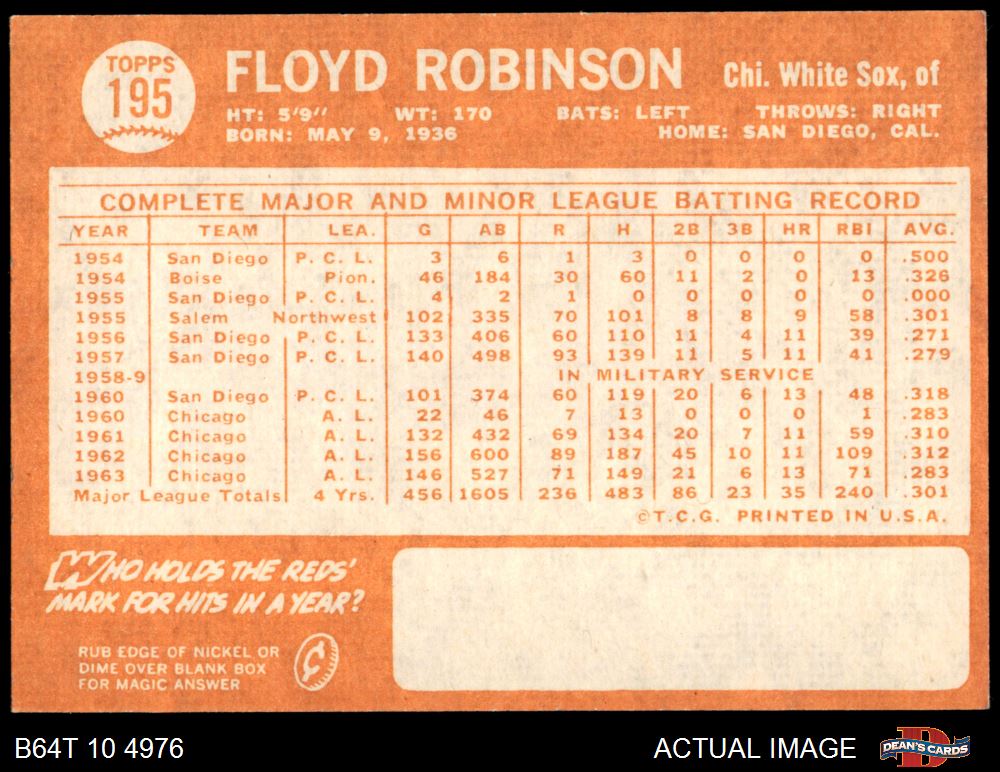 TOPPS
195
FLOYD ROBINSON Chi. White Sox, of
HT: 5'9" WT: 170 BATS: LEFT THROWS: RIGHT
BORN: MAY 9, 1936 HOME: SAN DIEGO, CAL.
COMPLETE MAJOR AND MINOR LEAGUE BATTING RECORD
YEAR TEAM LEA. G AB R H 2B 3B HR RBI AVG.
1954 San Diego P. C. L. 3 6 1 3 0 0 0 0 .500
1954 Boise Pion. 46 184 30 60 11 2 0 13 .326
1955 San Diego P. C. L. 4 2 1 0 0 0 0 0 .000
1955 Salem Northwest 102 335 70 101 8 8 9 58 .301
1956 San Diego P. C. L. 133 406 60 110 11 4 11 39 .271
1957 San Diego P. C. L. 140 498 93 139 11 5 11 41 .279
1958-9 IN MILITARY SERVICE
1960 San Diego P. C. L. 101 374 60 119 20 6 13 48 .318
1960 Chicago A. L. 22 46 7 13 0 0 0 1 .283
1961 Chicago A. L. 132 432 69 134 20 7 11 59 .310
1962 Chicago A. L. 156 600 89 187 45 10 11 109 .312
1963 Chicago A. L. 146 527 71 149 21 6 13 71 .283
Major League Totals 4 Yrs. 456 1605 236 483 86 23 35 240 .301
©T.C.G. PRINTED IN U.S.A.
WHO HOLDS THE REDS'
MARK FOR HITS IN A YEAR?
RUB EDGE OF NICKEL OR
DIME OVER BLANK BOX
FOR MAGIC ANSWER
¢
B64T 10 4976 ACTUAL IMAGE
D
DEAN'S CARDS